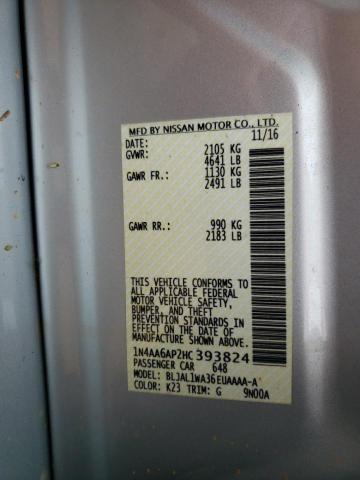 MFD BY NISSAN MOTOR CO., LTD.
DATE: 11/16
GVWR: 2105 KG
4641 LB
GAWR FR.: 1130 KG
2491 LB
GAWR RR.: 990 KG
2183 LB
THIS VEHICLE CONFORMS TO
ALL APPLICABLE FEDERAL
MOTOR VEHICLE SAFETY,
BUMPER, AND THEFT
PREVENTION STANDARDS IN
EFFECT ON THE DATE OF
MANUFACTURE SHOWN ABOVE.
1N4AA6AP2HC393824
PASSENGER CAR 648
MODEL: BLJAL1WA36EUAAAA-A
COLOR: K23 TRIM: G 9N00A